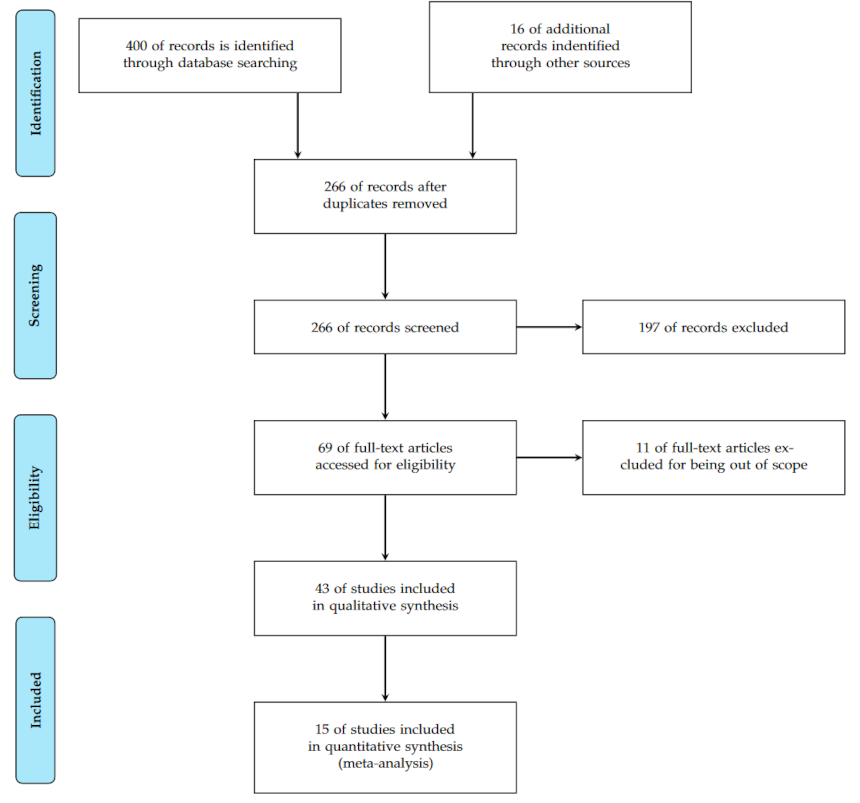 Identification
400 of records is identified
through database searching
16 of additional
records indentified
through other sources
266 of records after
duplicates removed
Screening
266 of records screened
197 of records excluded
Eligibility
69 of full-text articles
accessed for eligibility
11 of full-text articles ex-
cluded for being out of scope
43 of studies included
in qualitative synthesis
Included
15 of studies included
in quantitative synthesis
(meta-analysis)